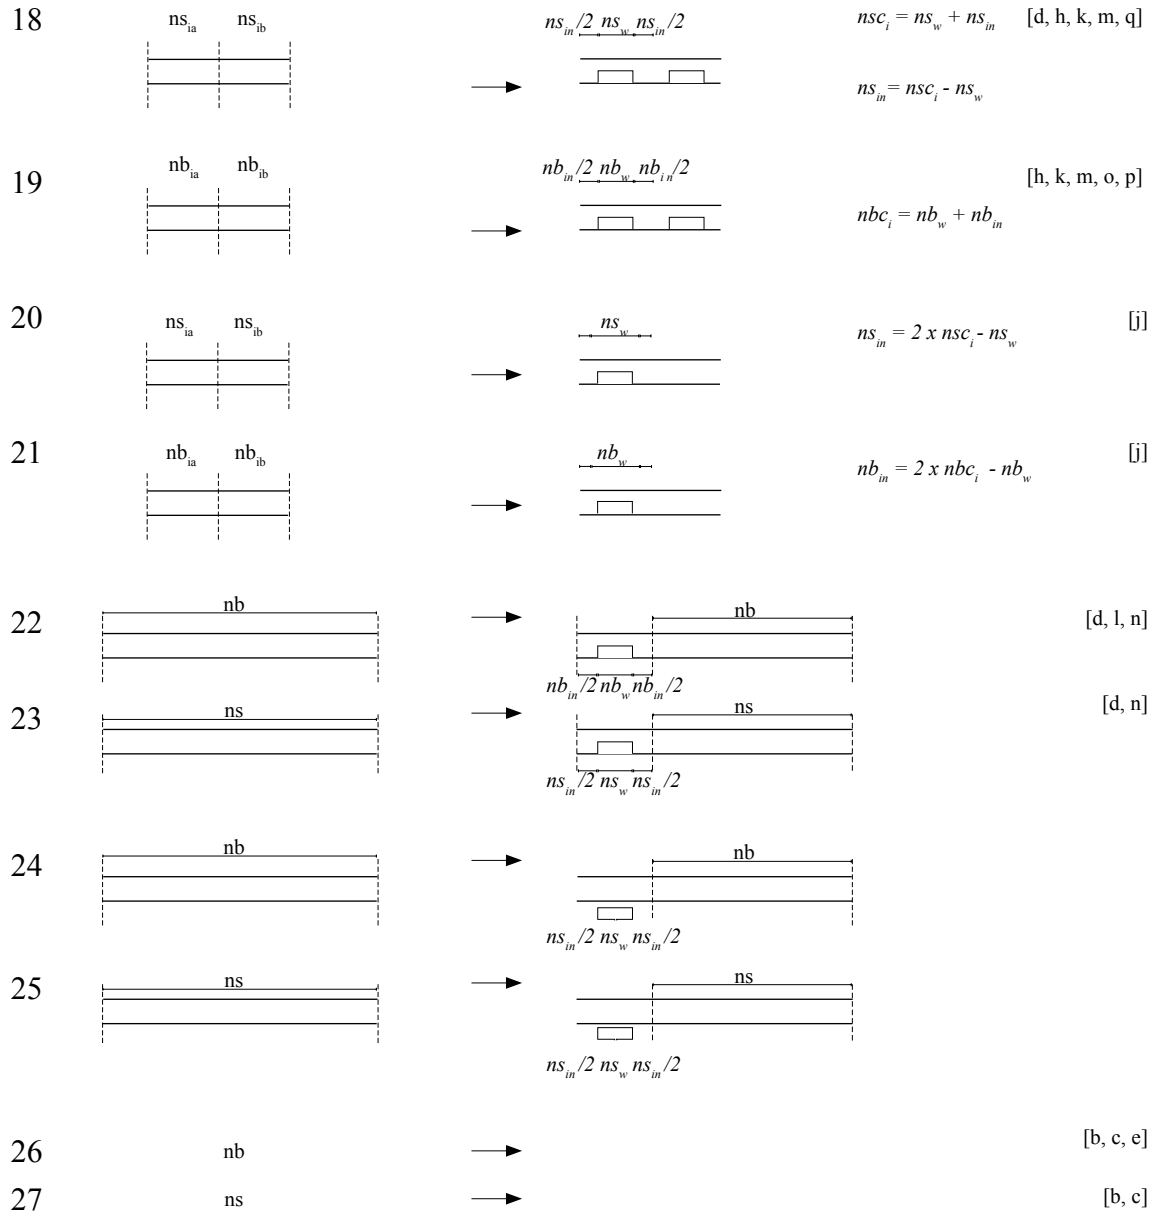 18 ns_ia ns_ib ns_in/2 ns_w ns_in/2 nsc_i = ns_w + ns_in [d, h, k, m, q]
ns_in = nsc_i - ns_w
19 nb_ia nb_ib nb_in/2 nb_w nb_in/2 [h, k, m, o, p]
nbc_i = nb_w + nb_in
20 ns_ia ns_ib ns_w ns_in = 2 x nsc_i - ns_w [j]
21 nb_ia nb_ib nb_w nb_in = 2 x nbc_i - nb_w [j]
22 nb nb [d, l, n]
nb_in/2 nb_w nb_in/2
23 ns ns [d, n]
ns_in/2 ns_w ns_in/2
24 nb nb
ns_in/2 ns_w ns_in/2
25 ns ns
ns_in/2 ns_w ns_in/2
26 nb [b, c, e]
27 ns [b, c]